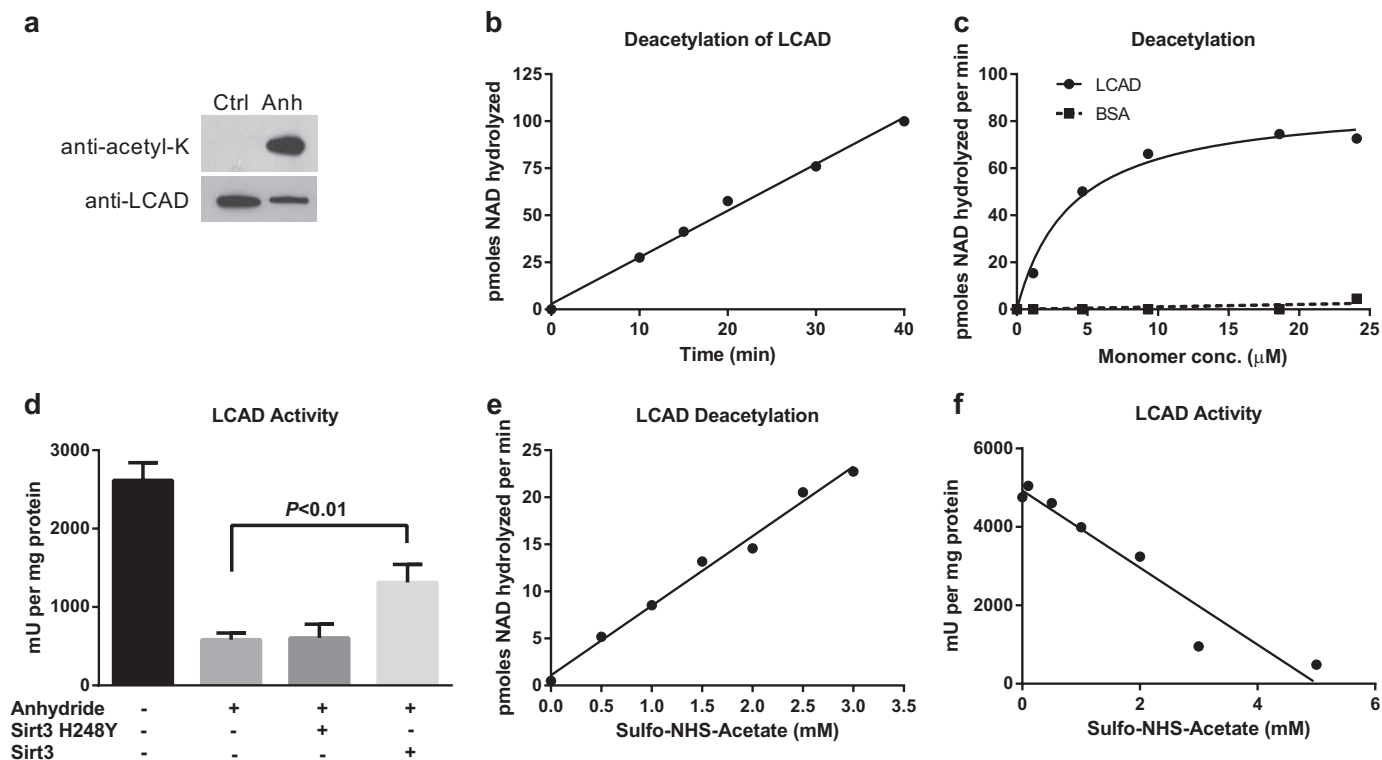 a
Ctrl Anh
anti-acetyl-K
anti-LCAD
b
Deacetylation of LCAD
pmoles NAD hydrolyzed
125
100
75
50
25
0
0 10 20 30 40
Time (min)
c
Deacetylation
pmoles NAD hydrolyzed per min
100
80
60
40
20
0
LCAD
BSA
0 5 10 15 20 25
Monomer conc. (μM)
d
LCAD Activity
mU per mg protein
3000
2000
1000
0
P<0.01
Anhydride - + + +
Sirt3 H248Y - - + -
Sirt3 - - - +
e
LCAD Deacetylation
pmoles NAD hydrolyzed per min
25
20
15
10
5
0
0.0 0.5 1.0 1.5 2.0 2.5 3.0 3.5
Sulfo-NHS-Acetate (mM)
f
LCAD Activity
mU per mg protein
6000
4000
2000
0
0 2 4 6
Sulfo-NHS-Acetate (mM)